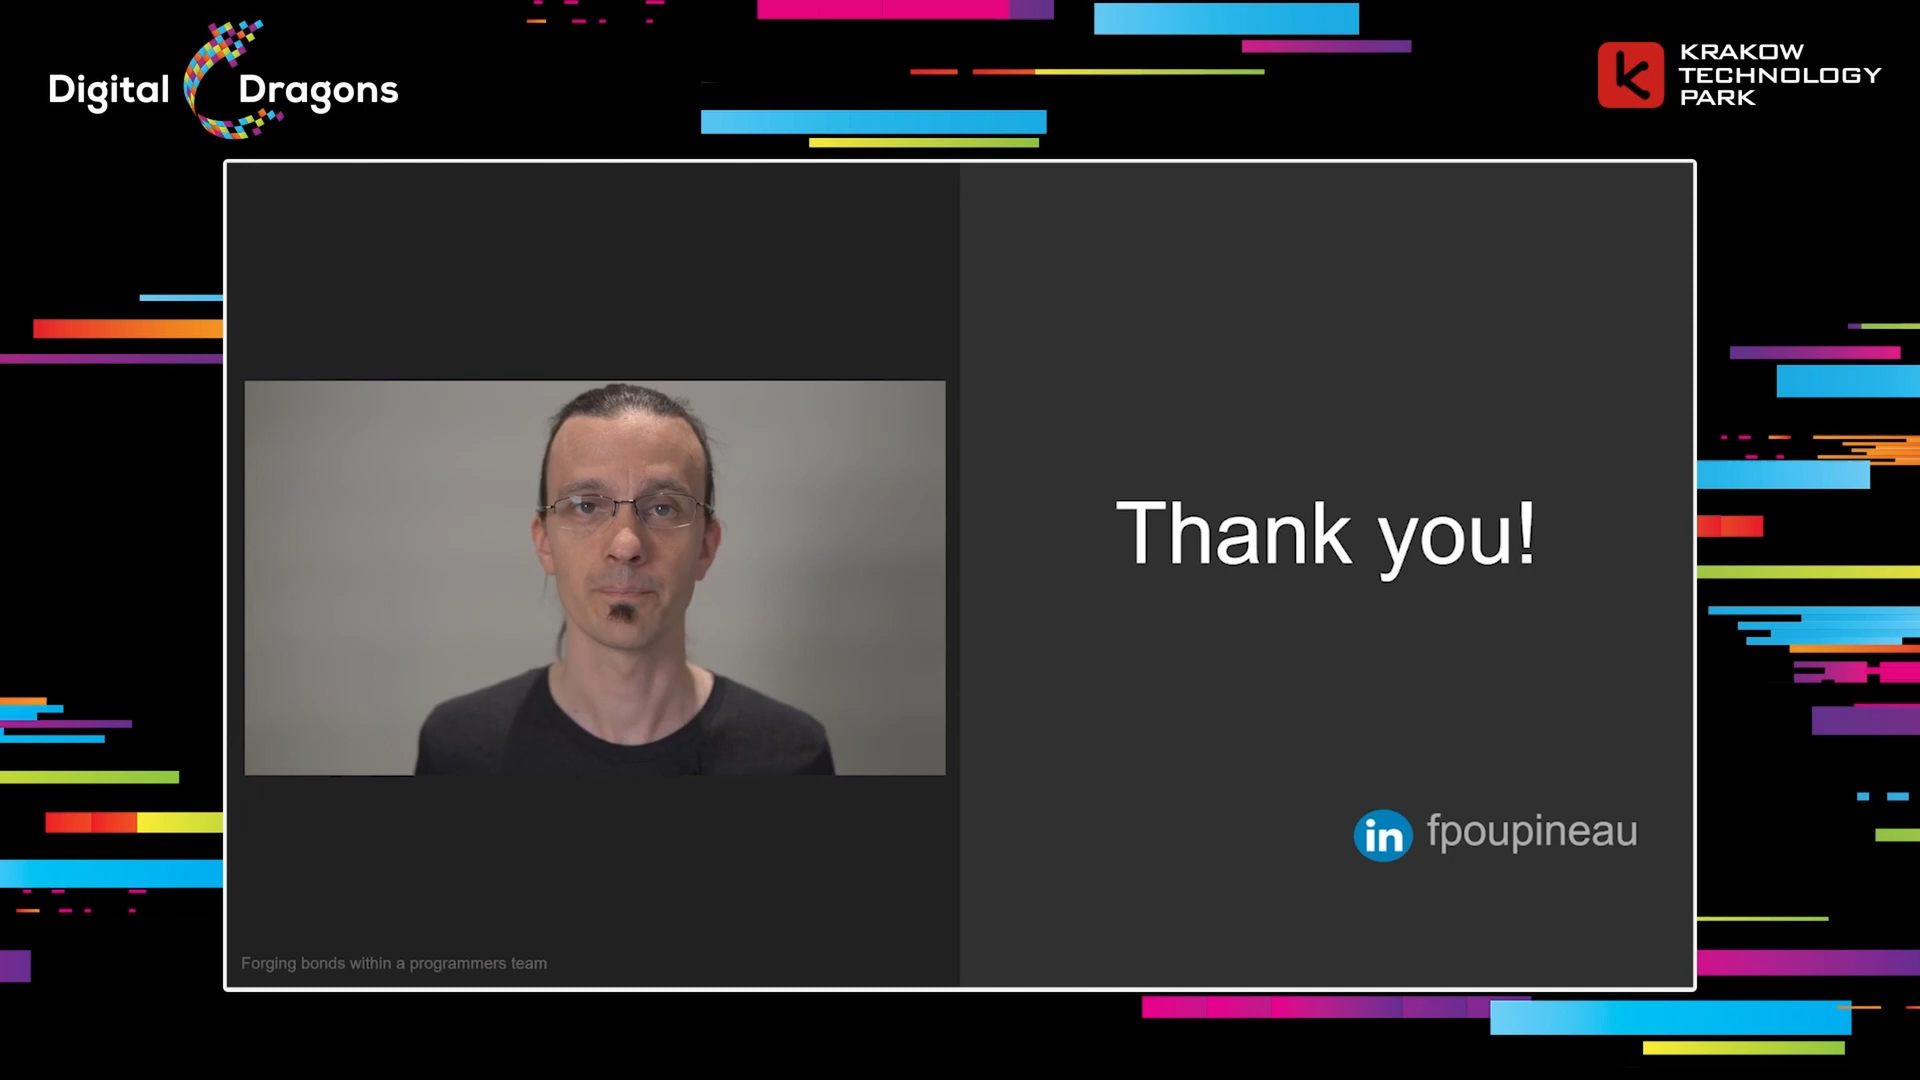 Digital Dragons
KRAKOW
TECHNOLOGY
PARK
Thank you!
in fpoupineau
Forging bonds within a programmers team